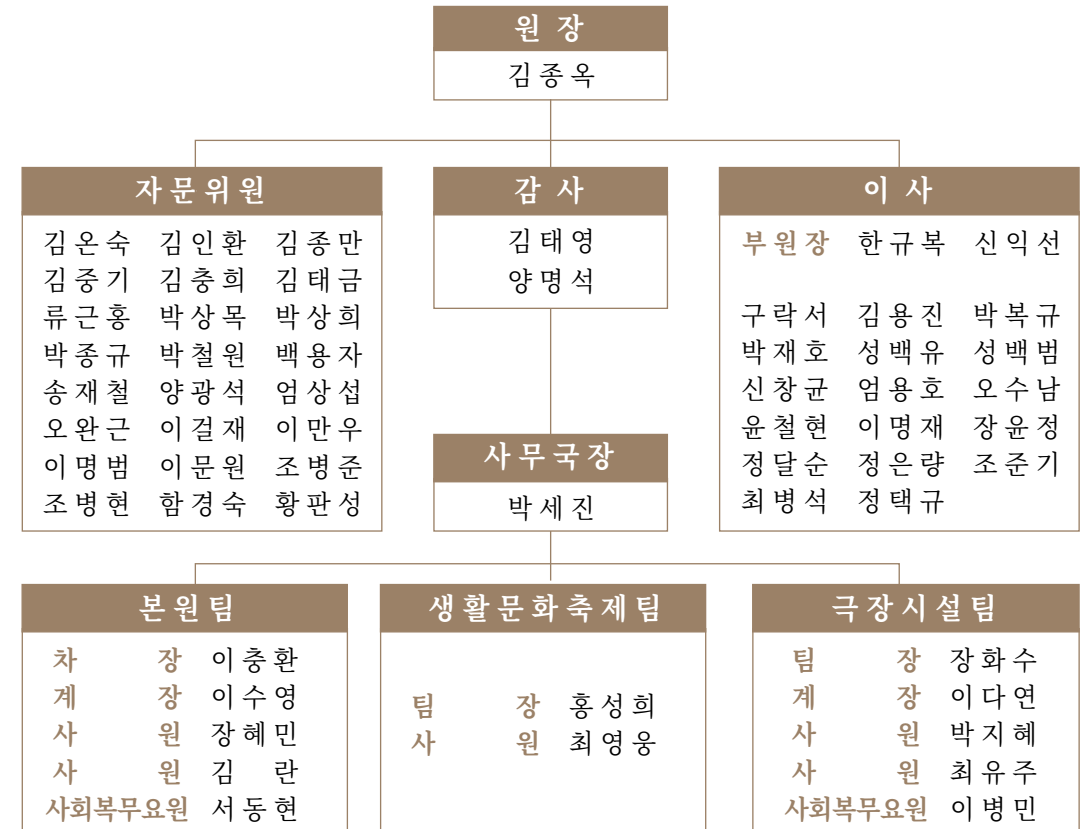 원 장
김종옥
자문위원
김온숙 김인환 김종만
김중기 김충희 김태금
류근홍 박상목 박상희
박종규 박철원 백용자
송재철 양광석 엄상섭
오완근 이걸재 이만우
이명범 이문원 조병준
조병현 함경숙 황판성
감 사
김태영
양명석
이 사
부원장 한규복 신익선
구락서 김용진 박복규
박재호 성백유 성백범
신창균 엄용호 오수남
윤철현 이명재 장윤정
정달순 정은량 조준기
최병석 정택규
사무국장
박세진
본원팀
차 장 이충환
계 장 이수영
사 원 장혜민
사 원 김 란
사회복무요원 서동현
생활문화축제팀
팀 장 홍성희
사 원 최영웅
극장시설팀
팀 장 장화수
계 장 이다연
사 원 박지혜
사 원 최유주
사회복무요원 이병민